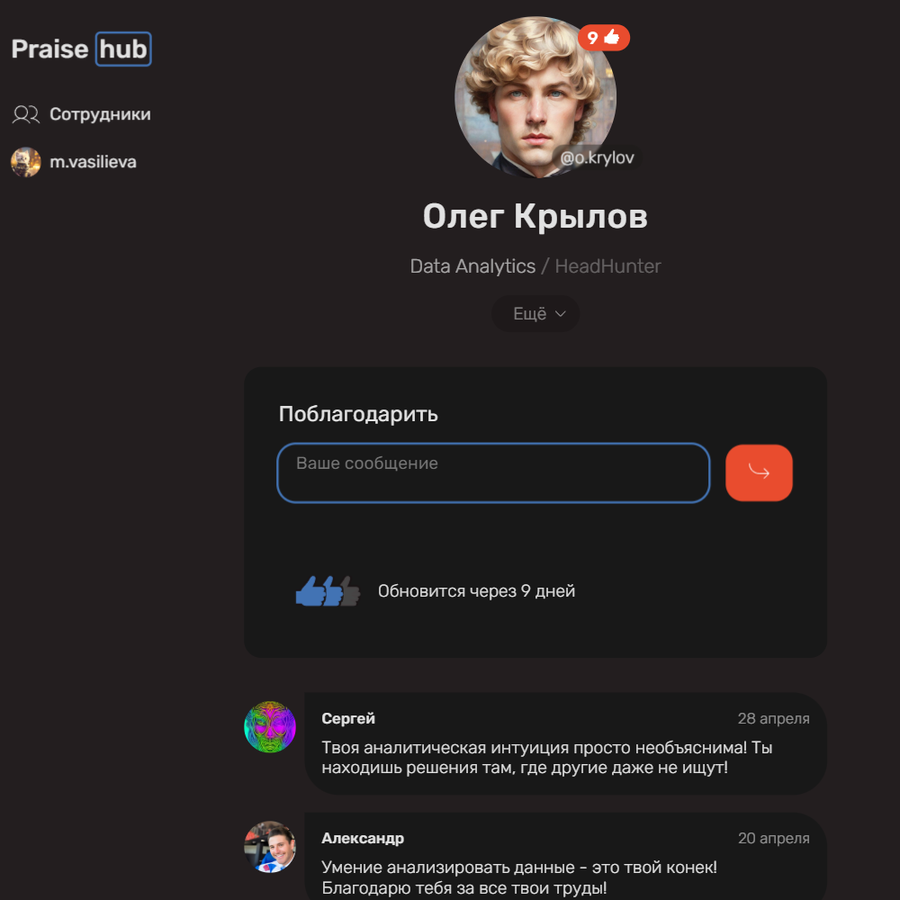 Praise hub
Сотрудники
m.vasilieva
9
@o.krylov
Олег Крылов
Data Analytics / HeadHunter
Ещё
Поблагодарить
Ваше сообщение
Обновится через 9 дней
Сергей
28 апреля
Твоя аналитическая интуиция просто необъяснима! Ты
находишь решения там, где другие даже не ищут!
Александр
20 апреля
Умение анализировать данные - это твой конек!
Благодарю тебя за все твои труды!